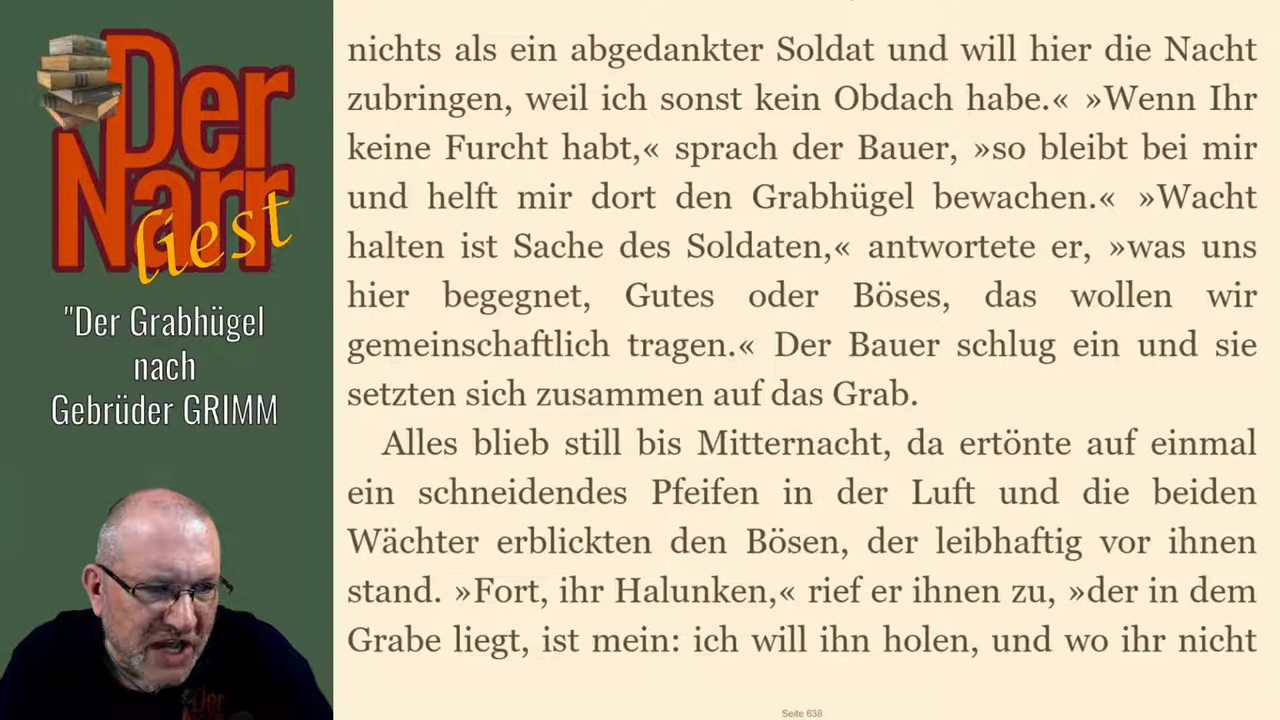 Der
Narr
liest
"Der Grabhügel
nach
Gebrüder GRIMM
Der
nichts als ein abgedankter Soldat und will hier die Nacht
zubringen, weil ich sonst kein Obdach habe.« »Wenn Ihr
keine Furcht habt,« sprach der Bauer, »so bleibt bei mir
und helft mir dort den Grabhügel bewachen.« »Wacht
halten ist Sache des Soldaten,« antwortete er, »was uns
hier begegnet, Gutes oder Böses, das wollen wir
gemeinschaftlich tragen.« Der Bauer schlug ein und sie
setzten sich zusammen auf das Grab.
Alles blieb still bis Mitternacht, da ertönte auf einmal
ein schneidendes Pfeifen in der Luft und die beiden
Wächter erblickten den Bösen, der leibhaftig vor ihnen
stand. »Fort, ihr Halunken,« rief er ihnen zu, »der in dem
Grabe liegt, ist mein: ich will ihn holen, und wo ihr nicht
Seite 638